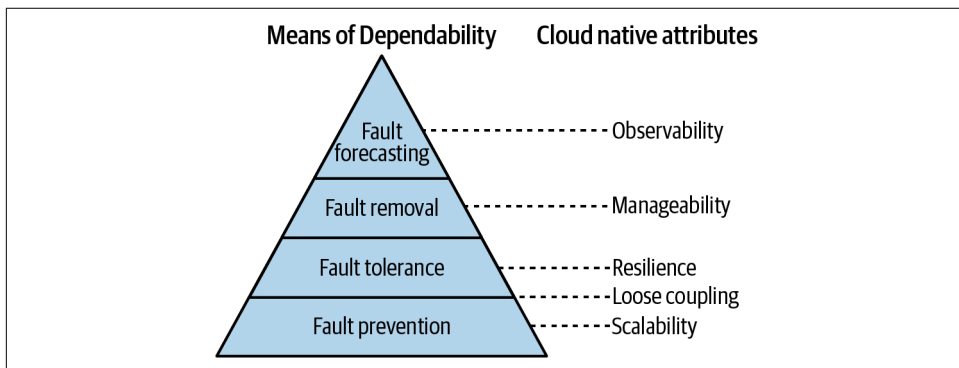 Means of Dependability
Cloud native attributes
Fault
forecasting
Observability
Fault removal
Manageability
Fault tolerance
Resilience
Loose coupling
Fault prevention
Scalability